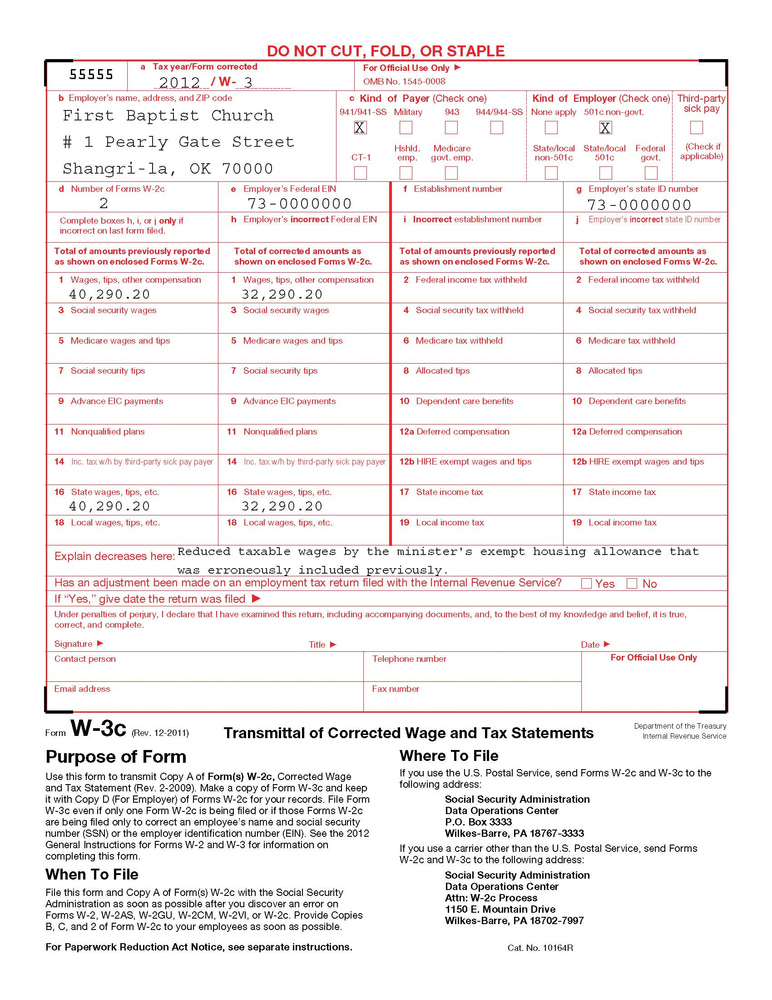 DO NOT CUT, FOLD, OR STAPLE
55555
a Tax year/Form corrected
2012 / W- 3
For Official Use Only ►
OMB No. 1545-0008
b Employer's name, address, and ZIP code
First Baptist Church
# 1 Pearly Gate Street
Shangri-la, OK 70000
c Kind of Payer (Check one)
941/941-SS Military 943 944/944-SS
X
CT-1 Hshld. emp. Medicare govt. emp.
Kind of Employer (Check one)
None apply 501c non-govt.
X
State/local non-501c State/local 501c Federal govt.
Third-party sick pay
(Check if applicable)
d Number of Forms W-2c
2
e Employer's Federal EIN
73-0000000
f Establishment number
g Employer's state ID number
73-0000000
Complete boxes h, i, or j only if
incorrect on last form filed.
h Employer's incorrect Federal EIN
i Incorrect establishment number
j Employer's incorrect state ID number
Total of amounts previously reported
as shown on enclosed Forms W-2c.
Total of corrected amounts as
shown on enclosed Forms W-2c.
Total of amounts previously reported
as shown on enclosed Forms W-2c.
Total of corrected amounts as
shown on enclosed Forms W-2c.
1 Wages, tips, other compensation
40,290.20
1 Wages, tips, other compensation
32,290.20
2 Federal income tax withheld
2 Federal income tax withheld
3 Social security wages
3 Social security wages
4 Social security tax withheld
4 Social security tax withheld
5 Medicare wages and tips
5 Medicare wages and tips
6 Medicare tax withheld
6 Medicare tax withheld
7 Social security tips
7 Social security tips
8 Allocated tips
8 Allocated tips
9 Advance EIC payments
9 Advance EIC payments
10 Dependent care benefits
10 Dependent care benefits
11 Nonqualified plans
11 Nonqualified plans
12a Deferred compensation
12a Deferred compensation
14 Inc. tax w/h by third-party sick pay payer
14 Inc. tax w/h by third-party sick pay payer
12b HIRE exempt wages and tips
12b HIRE exempt wages and tips
16 State wages, tips, etc.
40,290.20
16 State wages, tips, etc.
32,290.20
17 State income tax
17 State income tax
18 Local wages, tips, etc.
18 Local wages, tips, etc.
19 Local income tax
19 Local income tax
Explain decreases here: Reduced taxable wages by the minister's exempt housing allowance that
was erroneously included previously.
Has an adjustment been made on an employment tax return filed with the Internal Revenue Service? Yes No
If “Yes,” give date the return was filed ►
Under penalties of perjury, I declare that I have examined this return, including accompanying documents, and, to the best of my knowledge and belief, it is true,
correct, and complete.
Signature ► Title ► Date ►
Contact person
Telephone number
For Official Use Only
Email address
Fax number
Form W-3c (Rev. 12-2011)
Transmittal of Corrected Wage and Tax Statements
Department of the Treasury
Internal Revenue Service
Purpose of Form
Use this form to transmit Copy A of Form(s) W-2c, Corrected Wage
and Tax Statement (Rev. 2-2009). Make a copy of Form W-3c and keep
it with Copy D (For Employer) of Forms W-2c for your records. File Form
W-3c even if only one Form W-2c is being filed or if those Forms W-2c
are being filed only to correct an employee's name and social security
number (SSN) or the employer identification number (EIN). See the 2012
General Instructions for Forms W-2 and W-3 for information on
completing this form.
When To File
File this form and Copy A of Form(s) W-2c with the Social Security
Administration as soon as possible after you discover an error on
Forms W-2, W-2AS, W-2GU, W-2CM, W-2VI, or W-2c. Provide Copies
B, C, and 2 of Form W-2c to your employees as soon as possible.
For Paperwork Reduction Act Notice, see separate instructions.
Where To File
If you use the U.S. Postal Service, send Forms W-2c and W-3c to the
following address:
Social Security Administration
Data Operations Center
P.O. Box 3333
Wilkes-Barre, PA 18767-3333
If you use a carrier other than the U.S. Postal Service, send Forms
W-2c and W-3c to the following address:
Social Security Administration
Data Operations Center
Attn: W-2c Process
1150 E. Mountain Drive
Wilkes-Barre, PA 18702-7997
Cat. No. 10164R